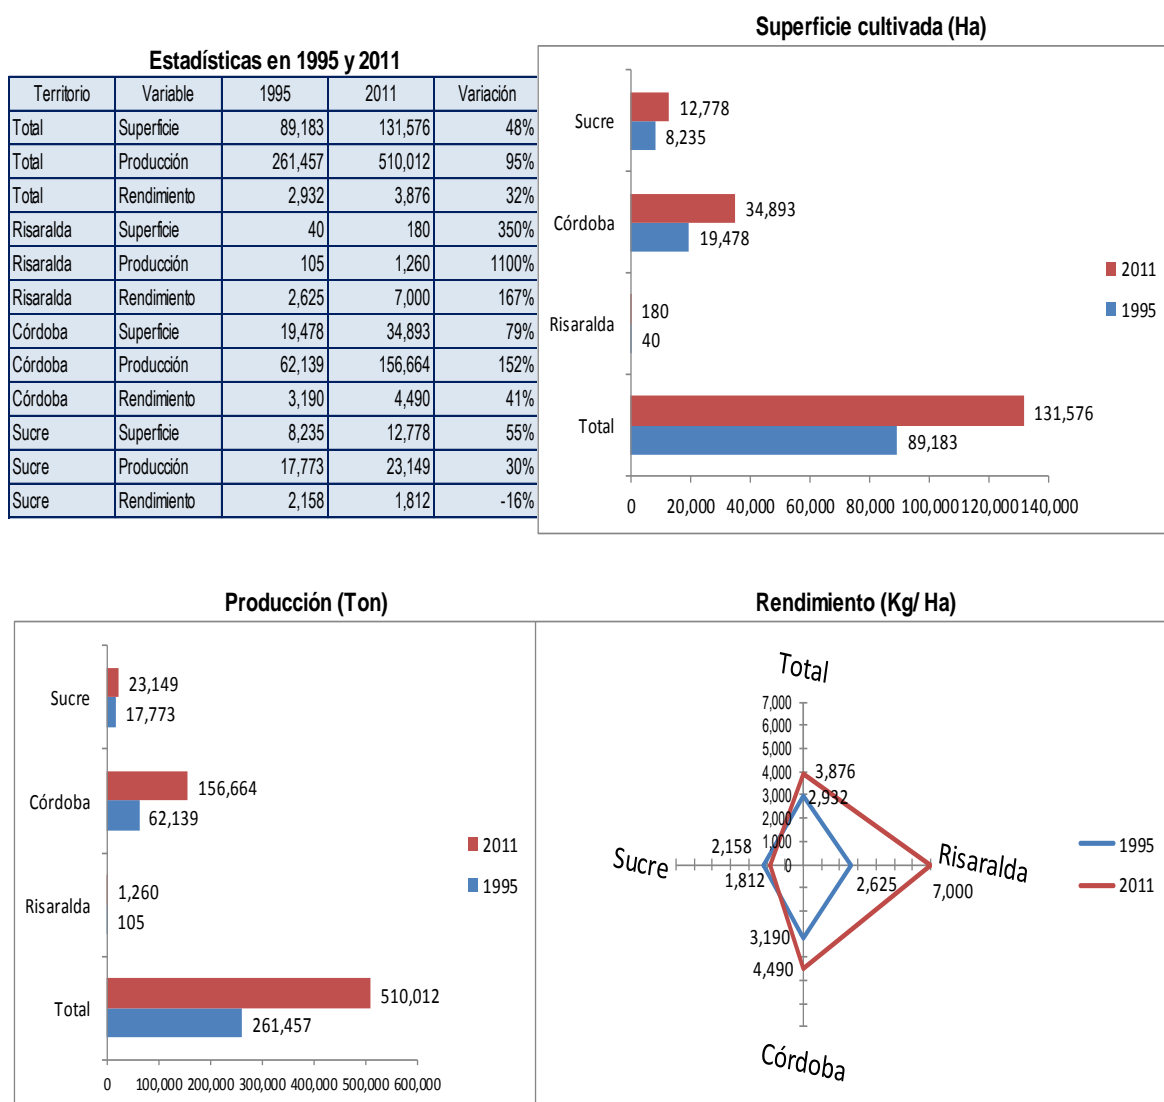 Estadísticas en 1995 y 2011
Territorio Variable 1995 2011 Variación
Total Superficie 89,183 131,576 48%
Total Producción 261,457 510,012 95%
Total Rendimiento 2,932 3,876 32%
Risaralda Superficie 40 180 350%
Risaralda Producción 105 1,260 1100%
Risaralda Rendimiento 2,625 7,000 167%
Córdoba Superficie 19,478 34,893 79%
Córdoba Producción 62,139 156,664 152%
Córdoba Rendimiento 3,190 4,490 41%
Sucre Superficie 8,235 12,778 55%
Sucre Producción 17,773 23,149 30%
Sucre Rendimiento 2,158 1,812 -16%
Superficie cultivada (Ha)
Sucre
12,778
8,235
Córdoba
34,893
19,478
Risaralda
180
40
Total
131,576
89,183
2011
1995
0 20,000 40,000 60,000 80,000 100,000 120,000 140,000
Producción (Ton)
Sucre
23,149
17,773
Córdoba
156,664
62,139
Risaralda
1,260
105
Total
510,012
261,457
2011
1995
0 100,000 200,000 300,000 400,000 500,000 600,000
Rendimiento (Kg/ Ha)
Total
7,000
6,000
5,000
4,000
3,000
2,000
1,000
0
3,876
2,932
Risaralda
2,625
7,000
Sucre
2,158
1,812
3,190
4,490
Córdoba
1995
2011